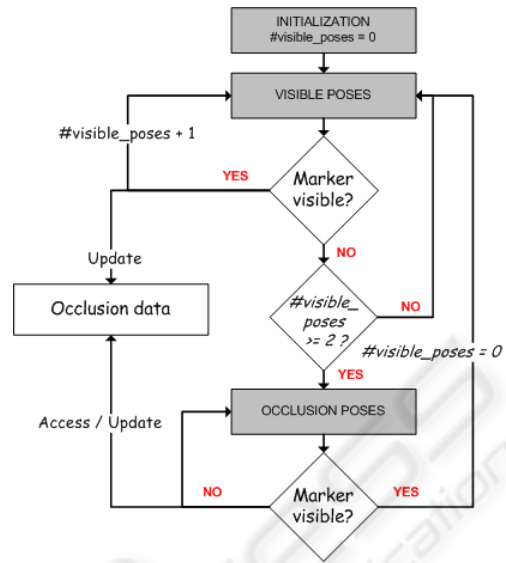 INITIALIZATION
#visible_poses = 0
VISIBLE POSES
#visible_poses + 1
YES
Marker
visible?
NO
Update
Occlusion data
#visible_
poses
>= 2 ?
NO
#visible_poses = 0
YES
OCCLUSION POSES
Access / Update
NO
Marker
visible?
YES